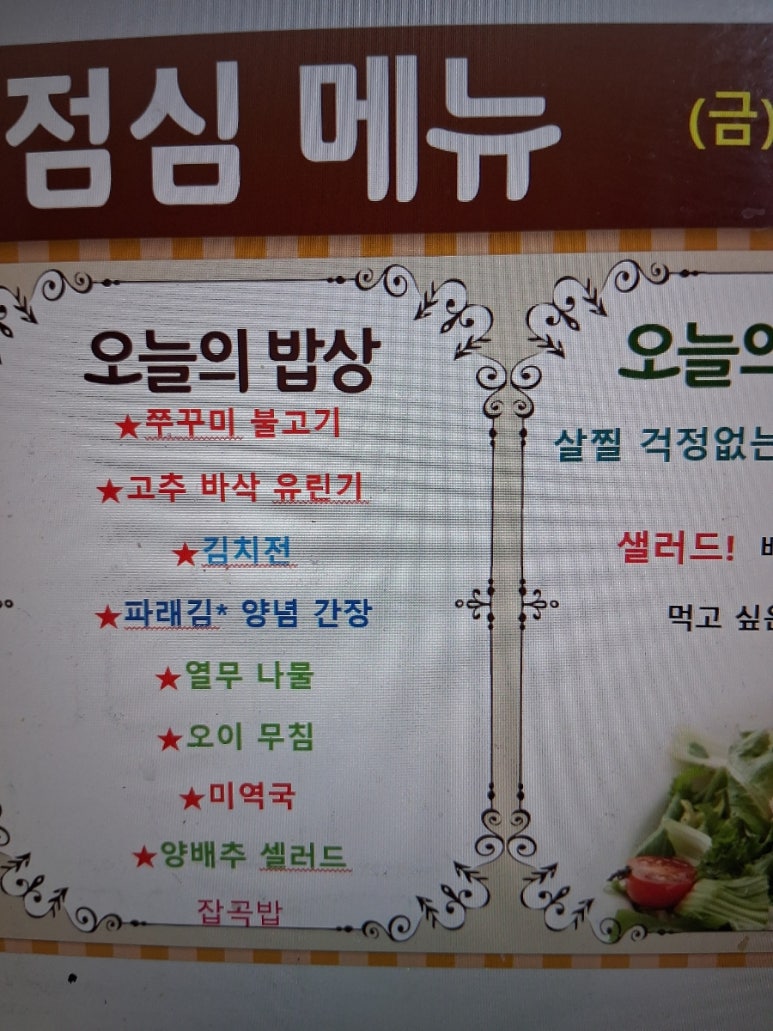 점심 메뉴 (금)
오늘의 밥상
★쭈꾸미 불고기
★고추 바삭 유린기
★김치전
★파래김* 양념 간장
★열무 나물
★오이 무침
★미역국
★양배추 셀러드
잡곡밥
오늘의
살찔 걱정없는
샐러드!
먹고 싶은